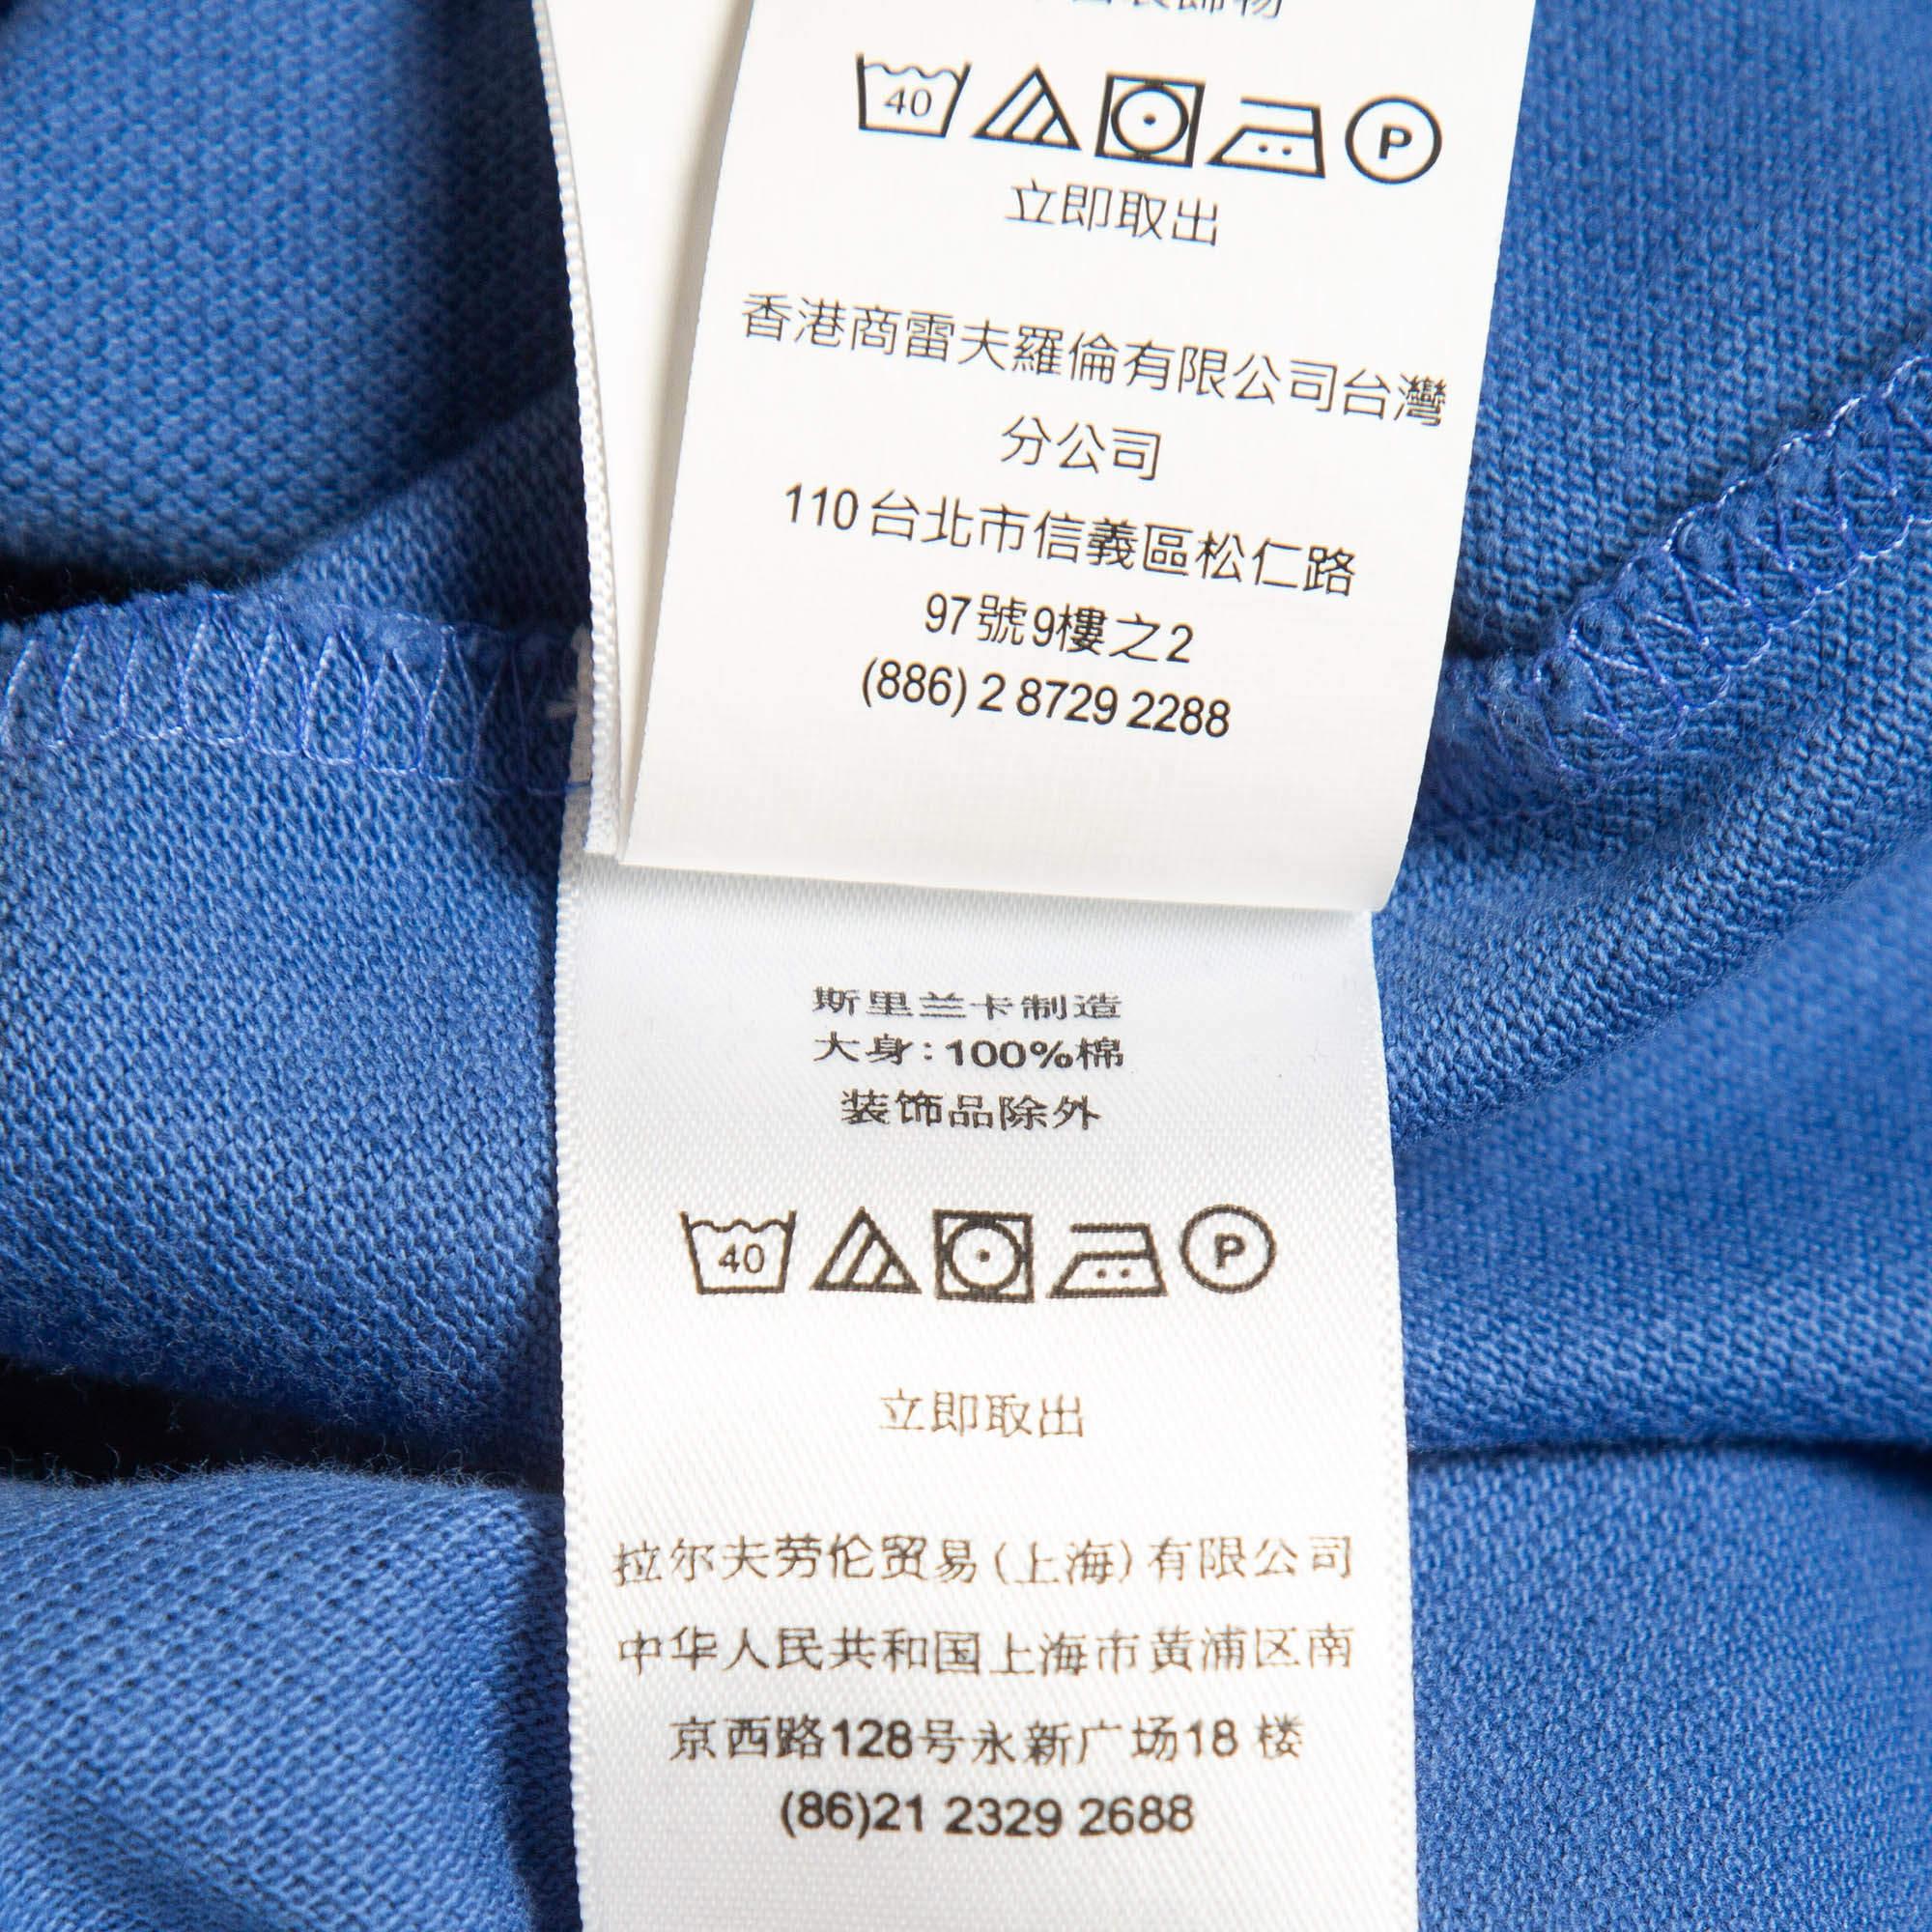 40 P
立即取出
香港商雷夫羅倫有限公司台灣
分公司
110台北市信義區松仁路
97號9樓之2
(886) 2 8729 2288
斯里兰卡制造
大身:100%棉
装饰品除外
40 P
立即取出
拉尔夫劳伦贸易(上海)有限公司
中华人民共和国上海市黄浦区南
京西路128号永新广场18 楼
(86)21 2329 2688